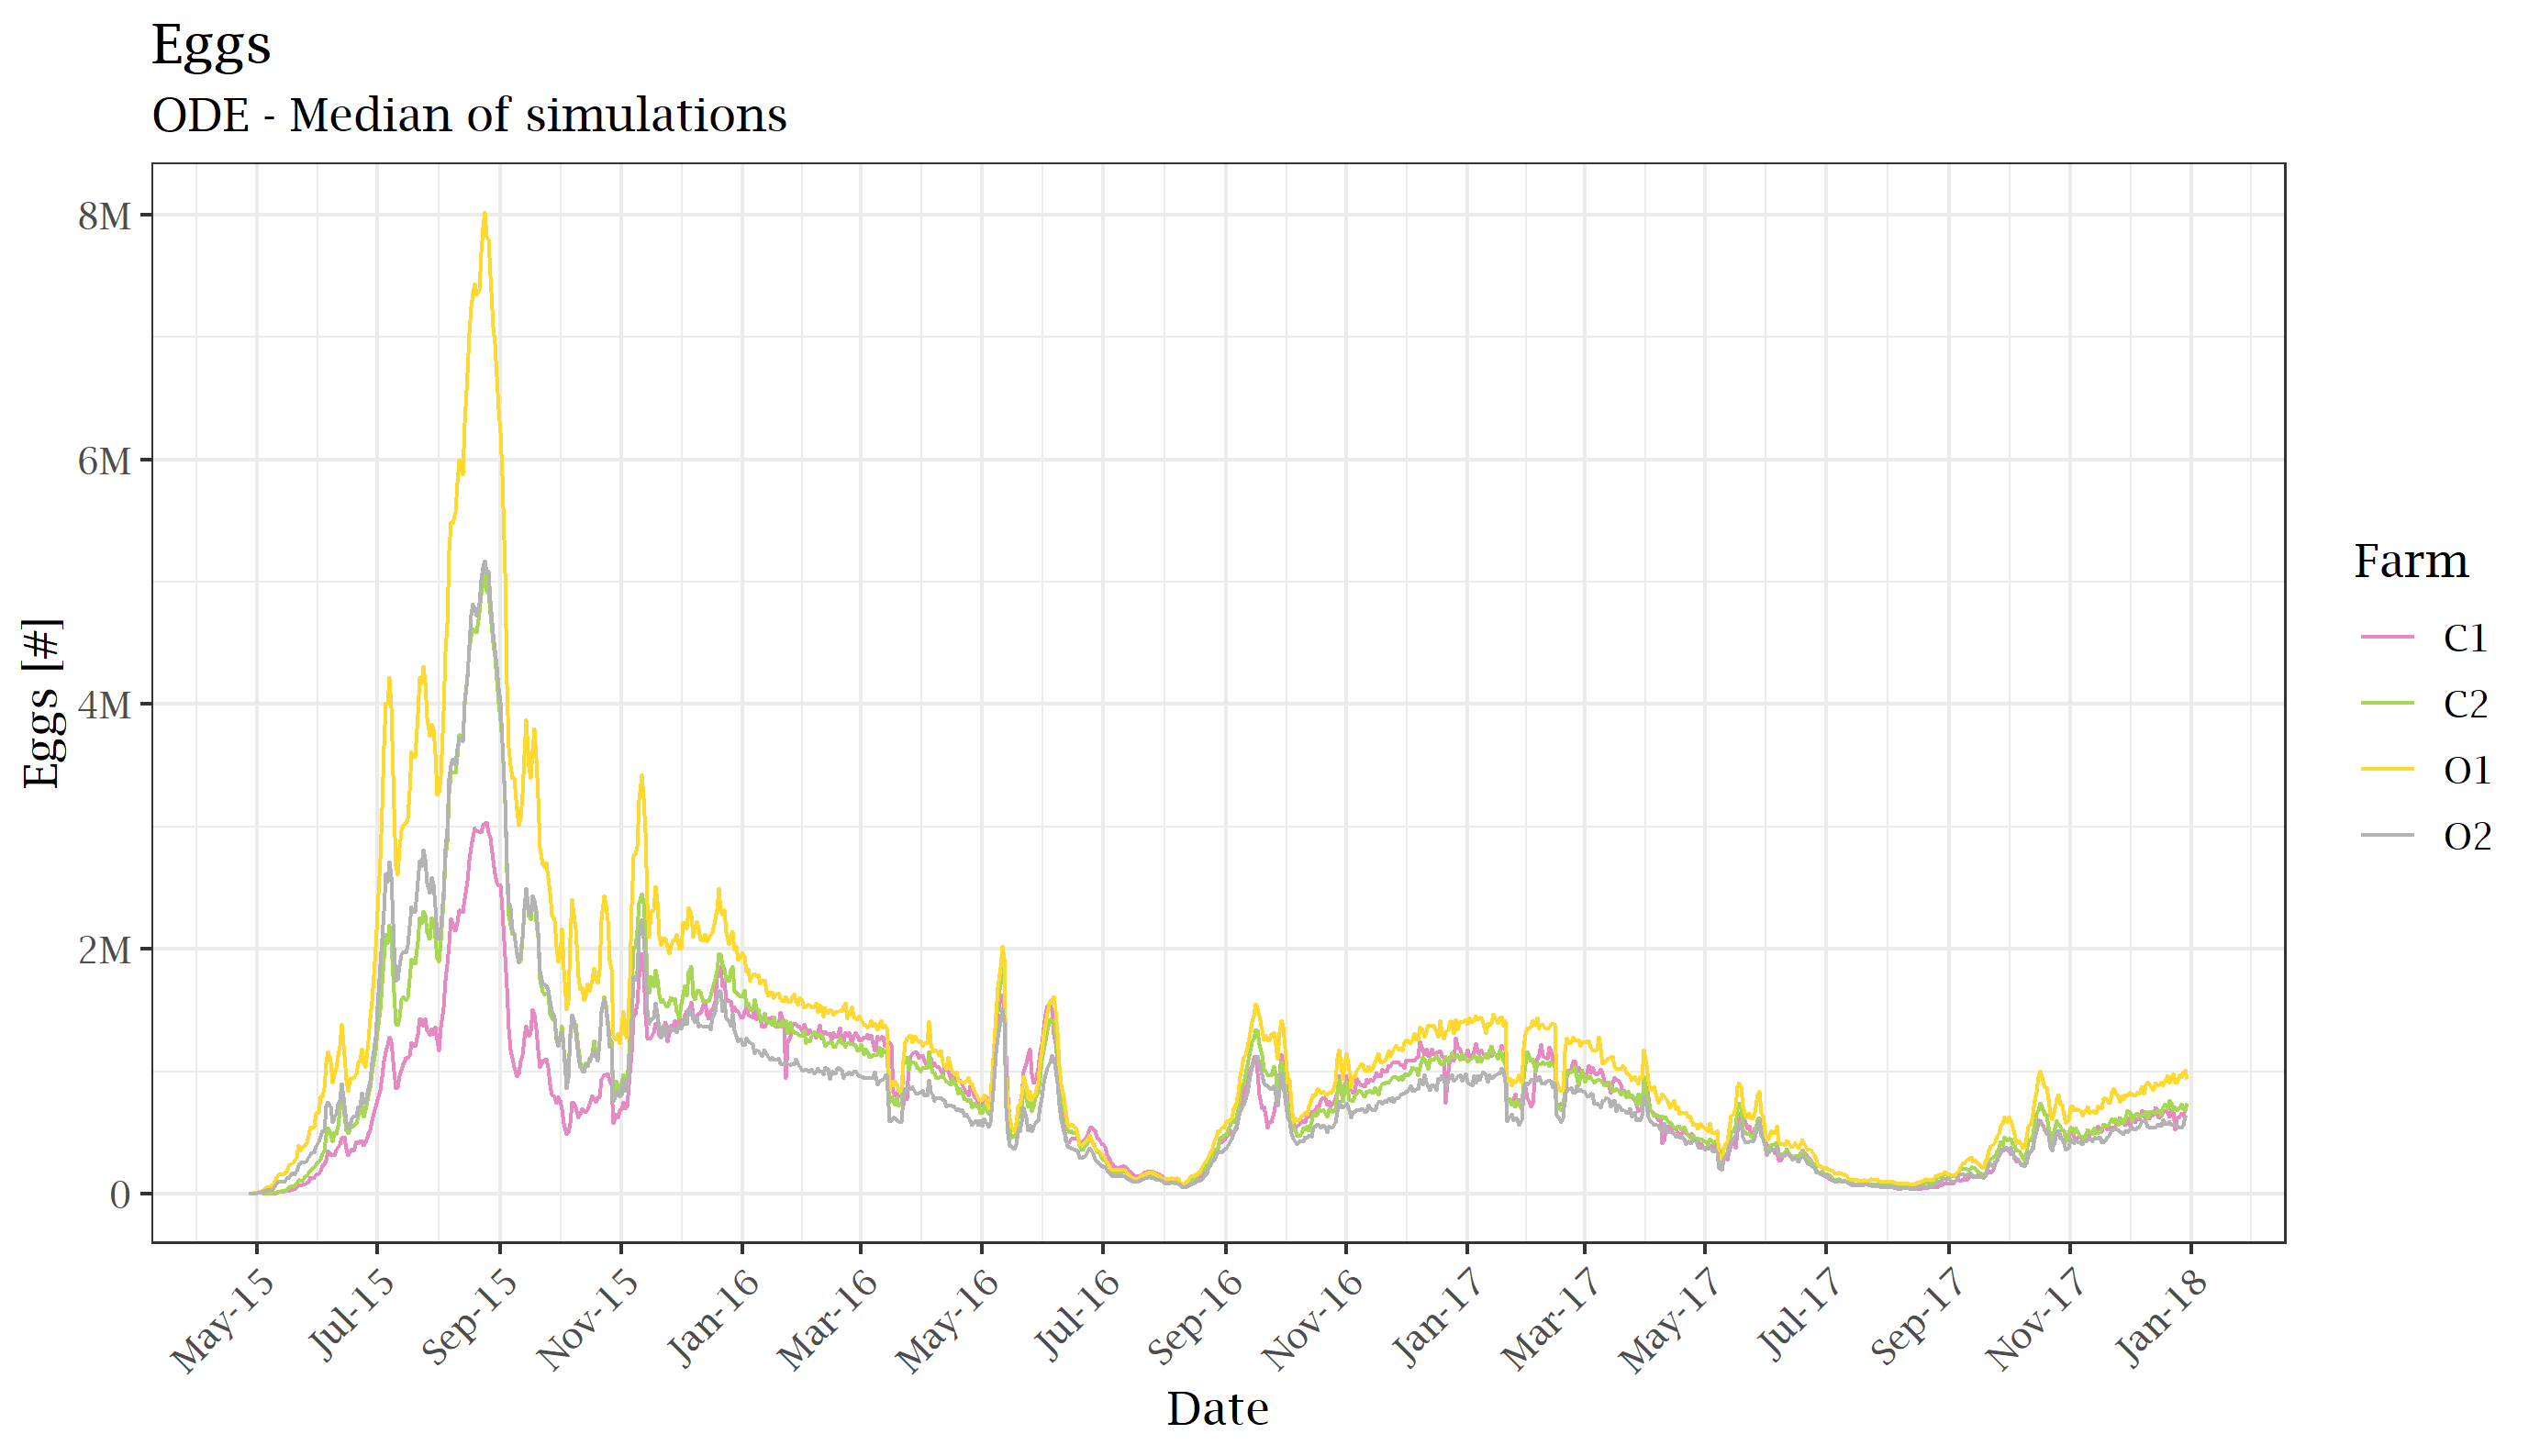 Eggs
ODE - Median of simulations
Eggs [#]
8M
6M
4M
2M
0
May-15
Jul-15
Sep-15
Nov-15
Jan-16
Mar-16
May-16
Jul-16
Sep-16
Nov-16
Jan-17
Mar-17
May-17
Jul-17
Sep-17
Nov-17
Jan-18
Date
Farm
C1
C2
O1
O2